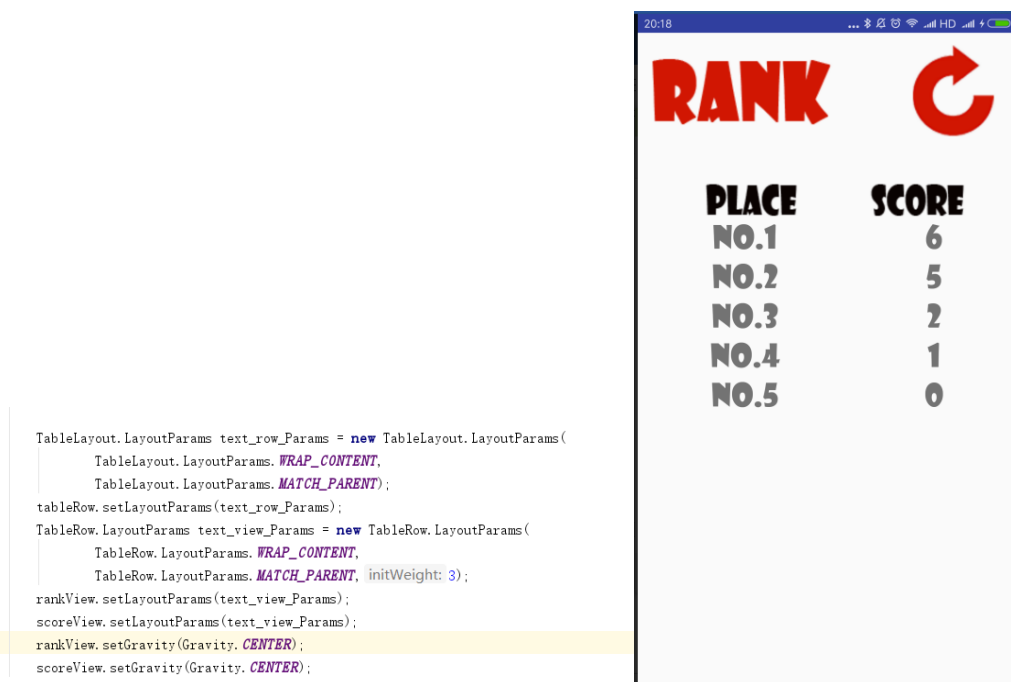 20:18 ... HD
RANK
PLACE SCORE
NO.1 6
NO.2 5
NO.3 2
NO.4 1
NO.5 0
TableLayout.LayoutParams text_row_Params = new TableLayout.LayoutParams(
TableLayout.LayoutParams.WRAP_CONTENT,
TableLayout.LayoutParams.MATCH_PARENT);
tableRow.setLayoutParams(text_row_Params);
TableRow.LayoutParams text_view_Params = new TableRow.LayoutParams(
TableRow.LayoutParams.WRAP_CONTENT,
TableRow.LayoutParams.MATCH_PARENT, initWeight: 3);
rankView.setLayoutParams(text_view_Params);
scoreView.setLayoutParams(text_view_Params);
rankView.setGravity(Gravity.CENTER);
scoreView.setGravity(Gravity.CENTER);